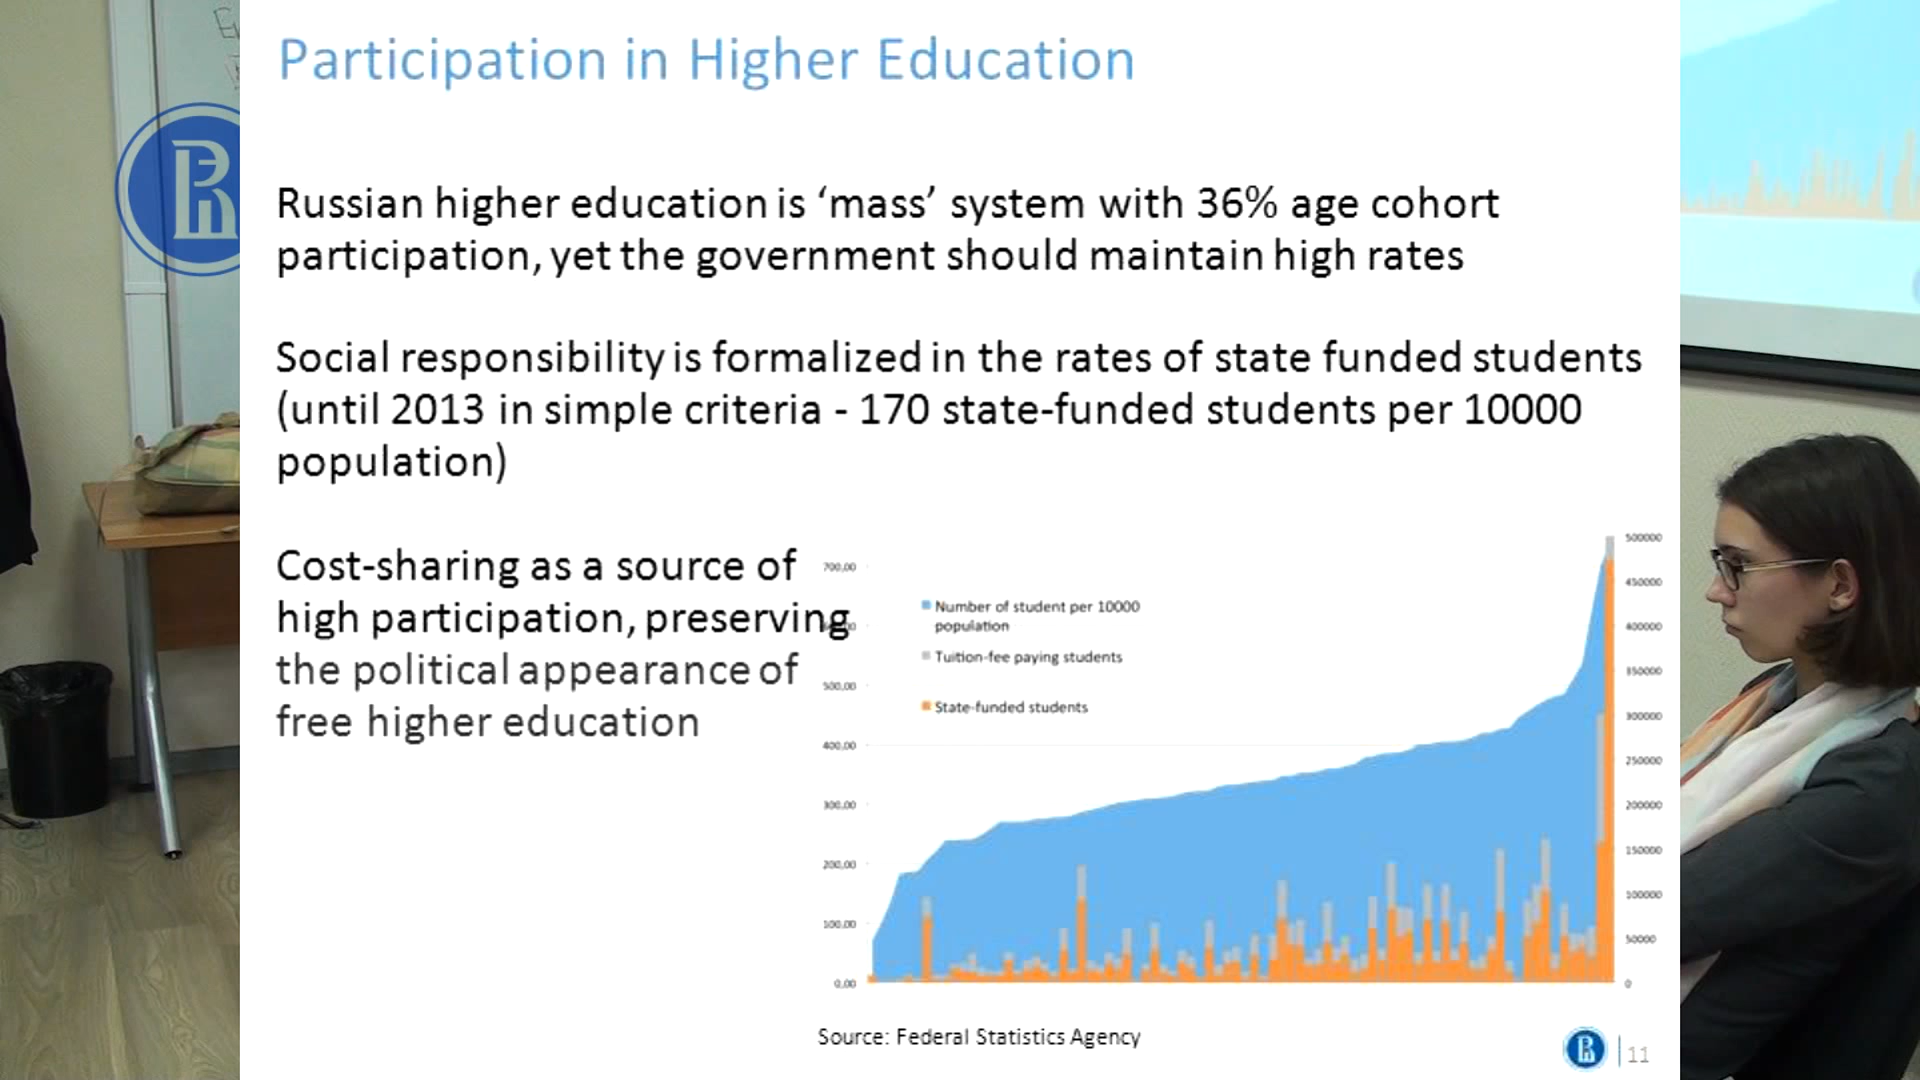 Participation in Higher Education
Russian higher education is ‘mass’ system with 36% age cohort
participation, yet the government should maintain high rates
Social responsibility is formalized in the rates of state funded students
(until 2013 in simple criteria - 170 state-funded students per 10000
population)
Cost-sharing as a source of
high participation, preserving
the political appearance of
free higher education
700,00
500,00
400,00
300,00
200,00
100,00
0,00
Number of student per 10000
population
Tuition-fee paying students
State-funded students
500000
450000
400000
350000
300000
250000
200000
150000
100000
50000
0
Source: Federal Statistics Agency
11